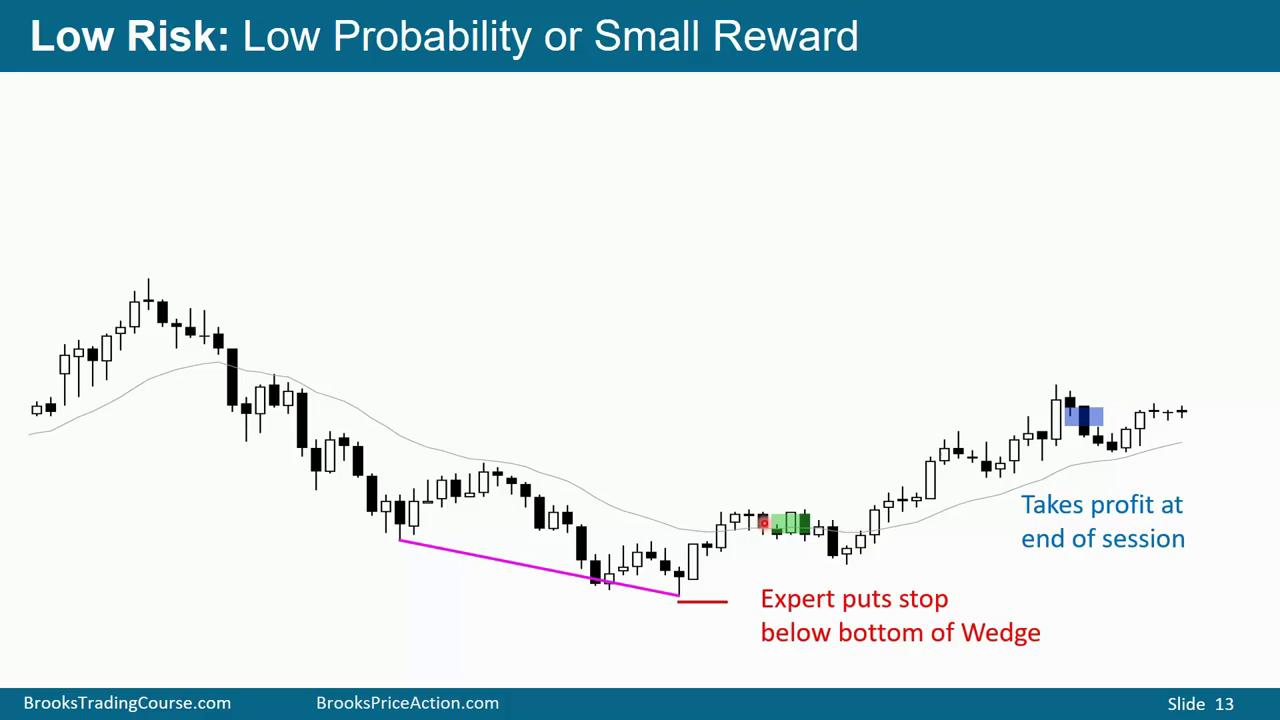 Low Risk: Low Probability or Small Reward
Takes profit at
end of session
Expert puts stop
below bottom of Wedge
BrooksTradingCourse.com
BrooksPriceAction.com
Slide 13